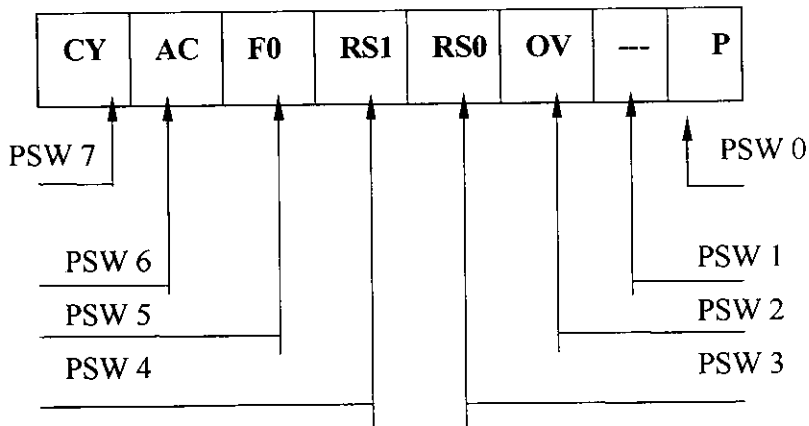 CY AC F0 RS1 RS0 OV --- P
PSW 7 PSW 0
PSW 6 PSW 1
PSW 5 PSW 2
PSW 4 PSW 3